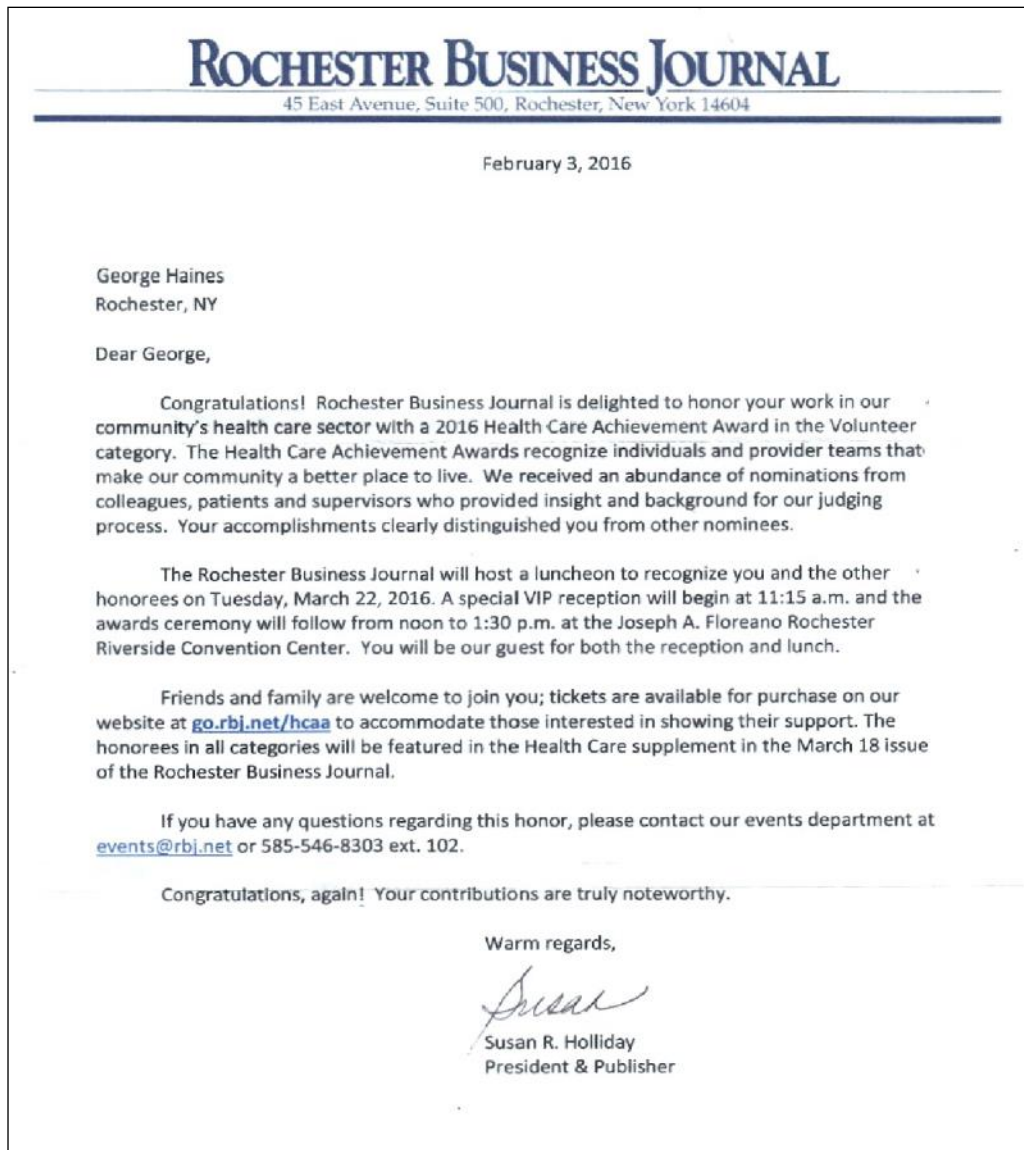 ROCHESTER BUSINESS JOURNAL
45 East Avenue, Suite 500, Rochester, New York 14604
February 3, 2016
George Haines
Rochester, NY
Dear George,
Congratulations! Rochester Business Journal is delighted to honor your work in our
community's health care sector with a 2016 Health Care Achievement Award in the Volunteer
category. The Health Care Achievement Awards recognize individuals and provider teams that
make our community a better place to live. We received an abundance of nominations from
colleagues, patients and supervisors who provided insight and background for our judging
process. Your accomplishments clearly distinguished you from other nominees.
The Rochester Business Journal will host a luncheon to recognize you and the other
honorees on Tuesday, March 22, 2016. A special VIP reception will begin at 11:15 a.m. and the
awards ceremony will follow from noon to 1:30 p.m. at the Joseph A. Floreano Rochester
Riverside Convention Center. You will be our guest for both the reception and lunch.
Friends and family are welcome to join you; tickets are available for purchase on our
website at go.rbj.net/hcaa to accommodate those interested in showing their support. The
honorees in all categories will be featured in the Health Care supplement in the March 18 issue
of the Rochester Business Journal.
If you have any questions regarding this honor, please contact our events department at
events@rbj.net or 585-546-8303 ext. 102.
Congratulations, again! Your contributions are truly noteworthy.
Warm regards,
Susan
Susan R. Holliday
President & Publisher